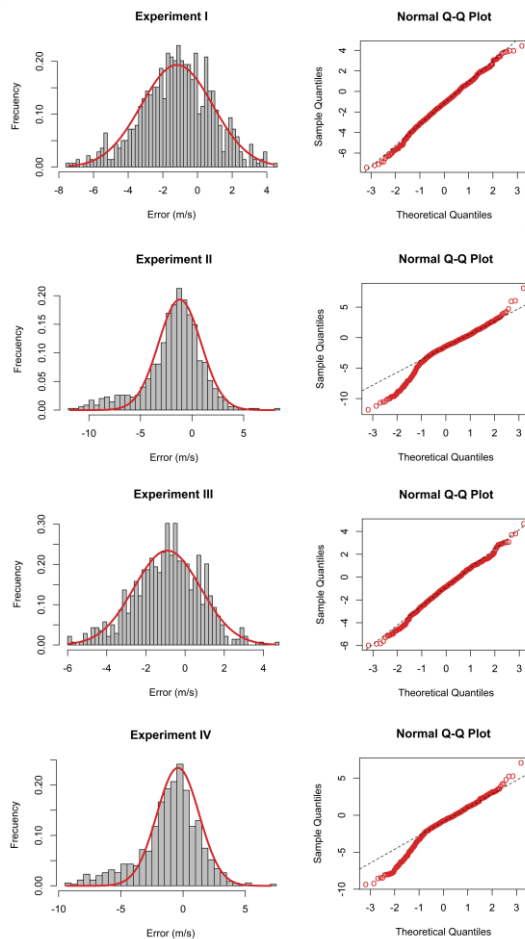 Experiment I
Normal Q-Q Plot
Frecuency
0.00 0.10 0.20
-8 -6 -4 -2 0 2 4
Error (m/s)
Sample Quantiles
-6 -4 -2 0 2 4
-3 -2 -1 0 1 2 3
Theoretical Quantiles
Experiment II
Normal Q-Q Plot
Frecuency
0.00 0.05 0.10 0.20
-10 -5 0 5
Error (m/s)
Sample Quantiles
-10 -5 0 5
-3 -2 -1 0 1 2 3
Theoretical Quantiles
Experiment III
Normal Q-Q Plot
Frecuency
0.00 0.10 0.20 0.30
-6 -4 -2 0 2 4
Error (m/s)
Sample Quantiles
-6 -4 -2 0 2 4
-3 -2 -1 0 1 2 3
Theoretical Quantiles
Experiment IV
Normal Q-Q Plot
Frecuency
0.00 0.10 0.20
-10 -5 0 5
Error (m/s)
Sample Quantiles
-10 -5 0 5
-3 -2 -1 0 1 2 3
Theoretical Quantiles